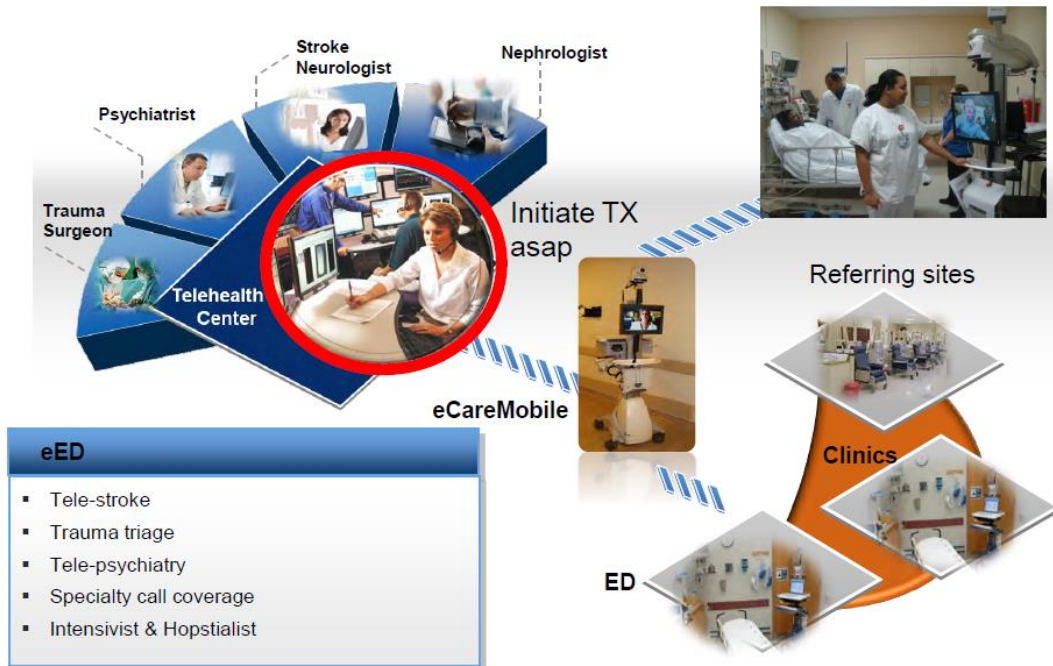 Stroke
Neurologist
Nephrologist
Psychiatrist
Trauma
Surgeon
Telehealth
Center
Initiate TX
asap
Referring sites
eCareMobile
Clinics
ED
eED
▪ Tele-stroke
▪ Trauma triage
▪ Tele-psychiatry
▪ Specialty call coverage
▪ Intensivist & Hopstialist